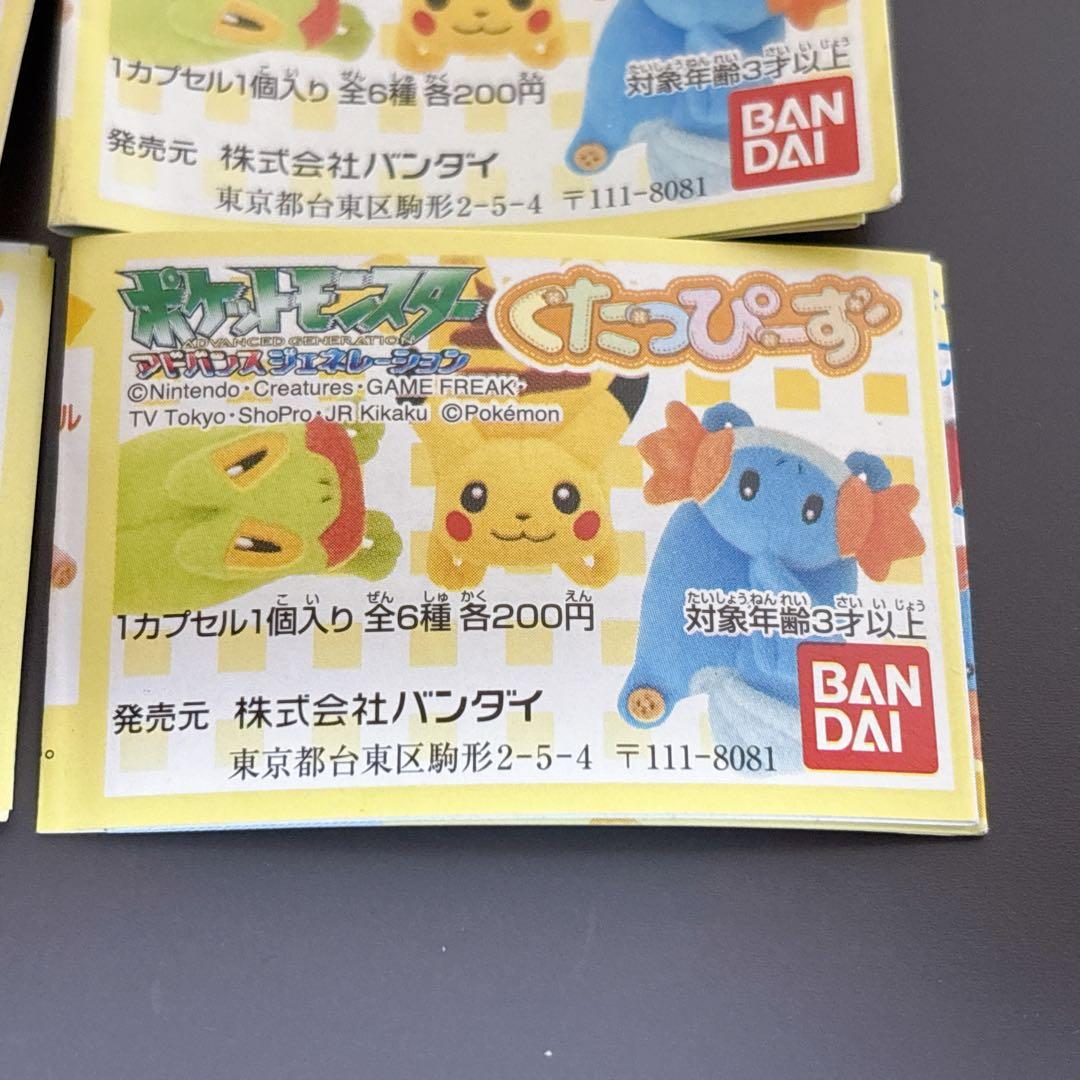 1カプセル1個入り 全6種 各200円
対象年齢3才以上
発売元 株式会社バンダイ
東京都台東区駒形2-5-4 〒111-8081
BAN
DAI
ポケットモンスター
ADVANCED GENERATION
アドバンスジェネレーション
くたっぴーず
©Nintendo・Creatures・GAME FREAK・
TV Tokyo・ShoPro・JR Kikaku ©Pokémon
1カプセル1個入り 全6種 各200円
対象年齢3才以上
発売元 株式会社バンダイ
東京都台東区駒形2-5-4 〒111-8081
BAN
DAI
ル
。